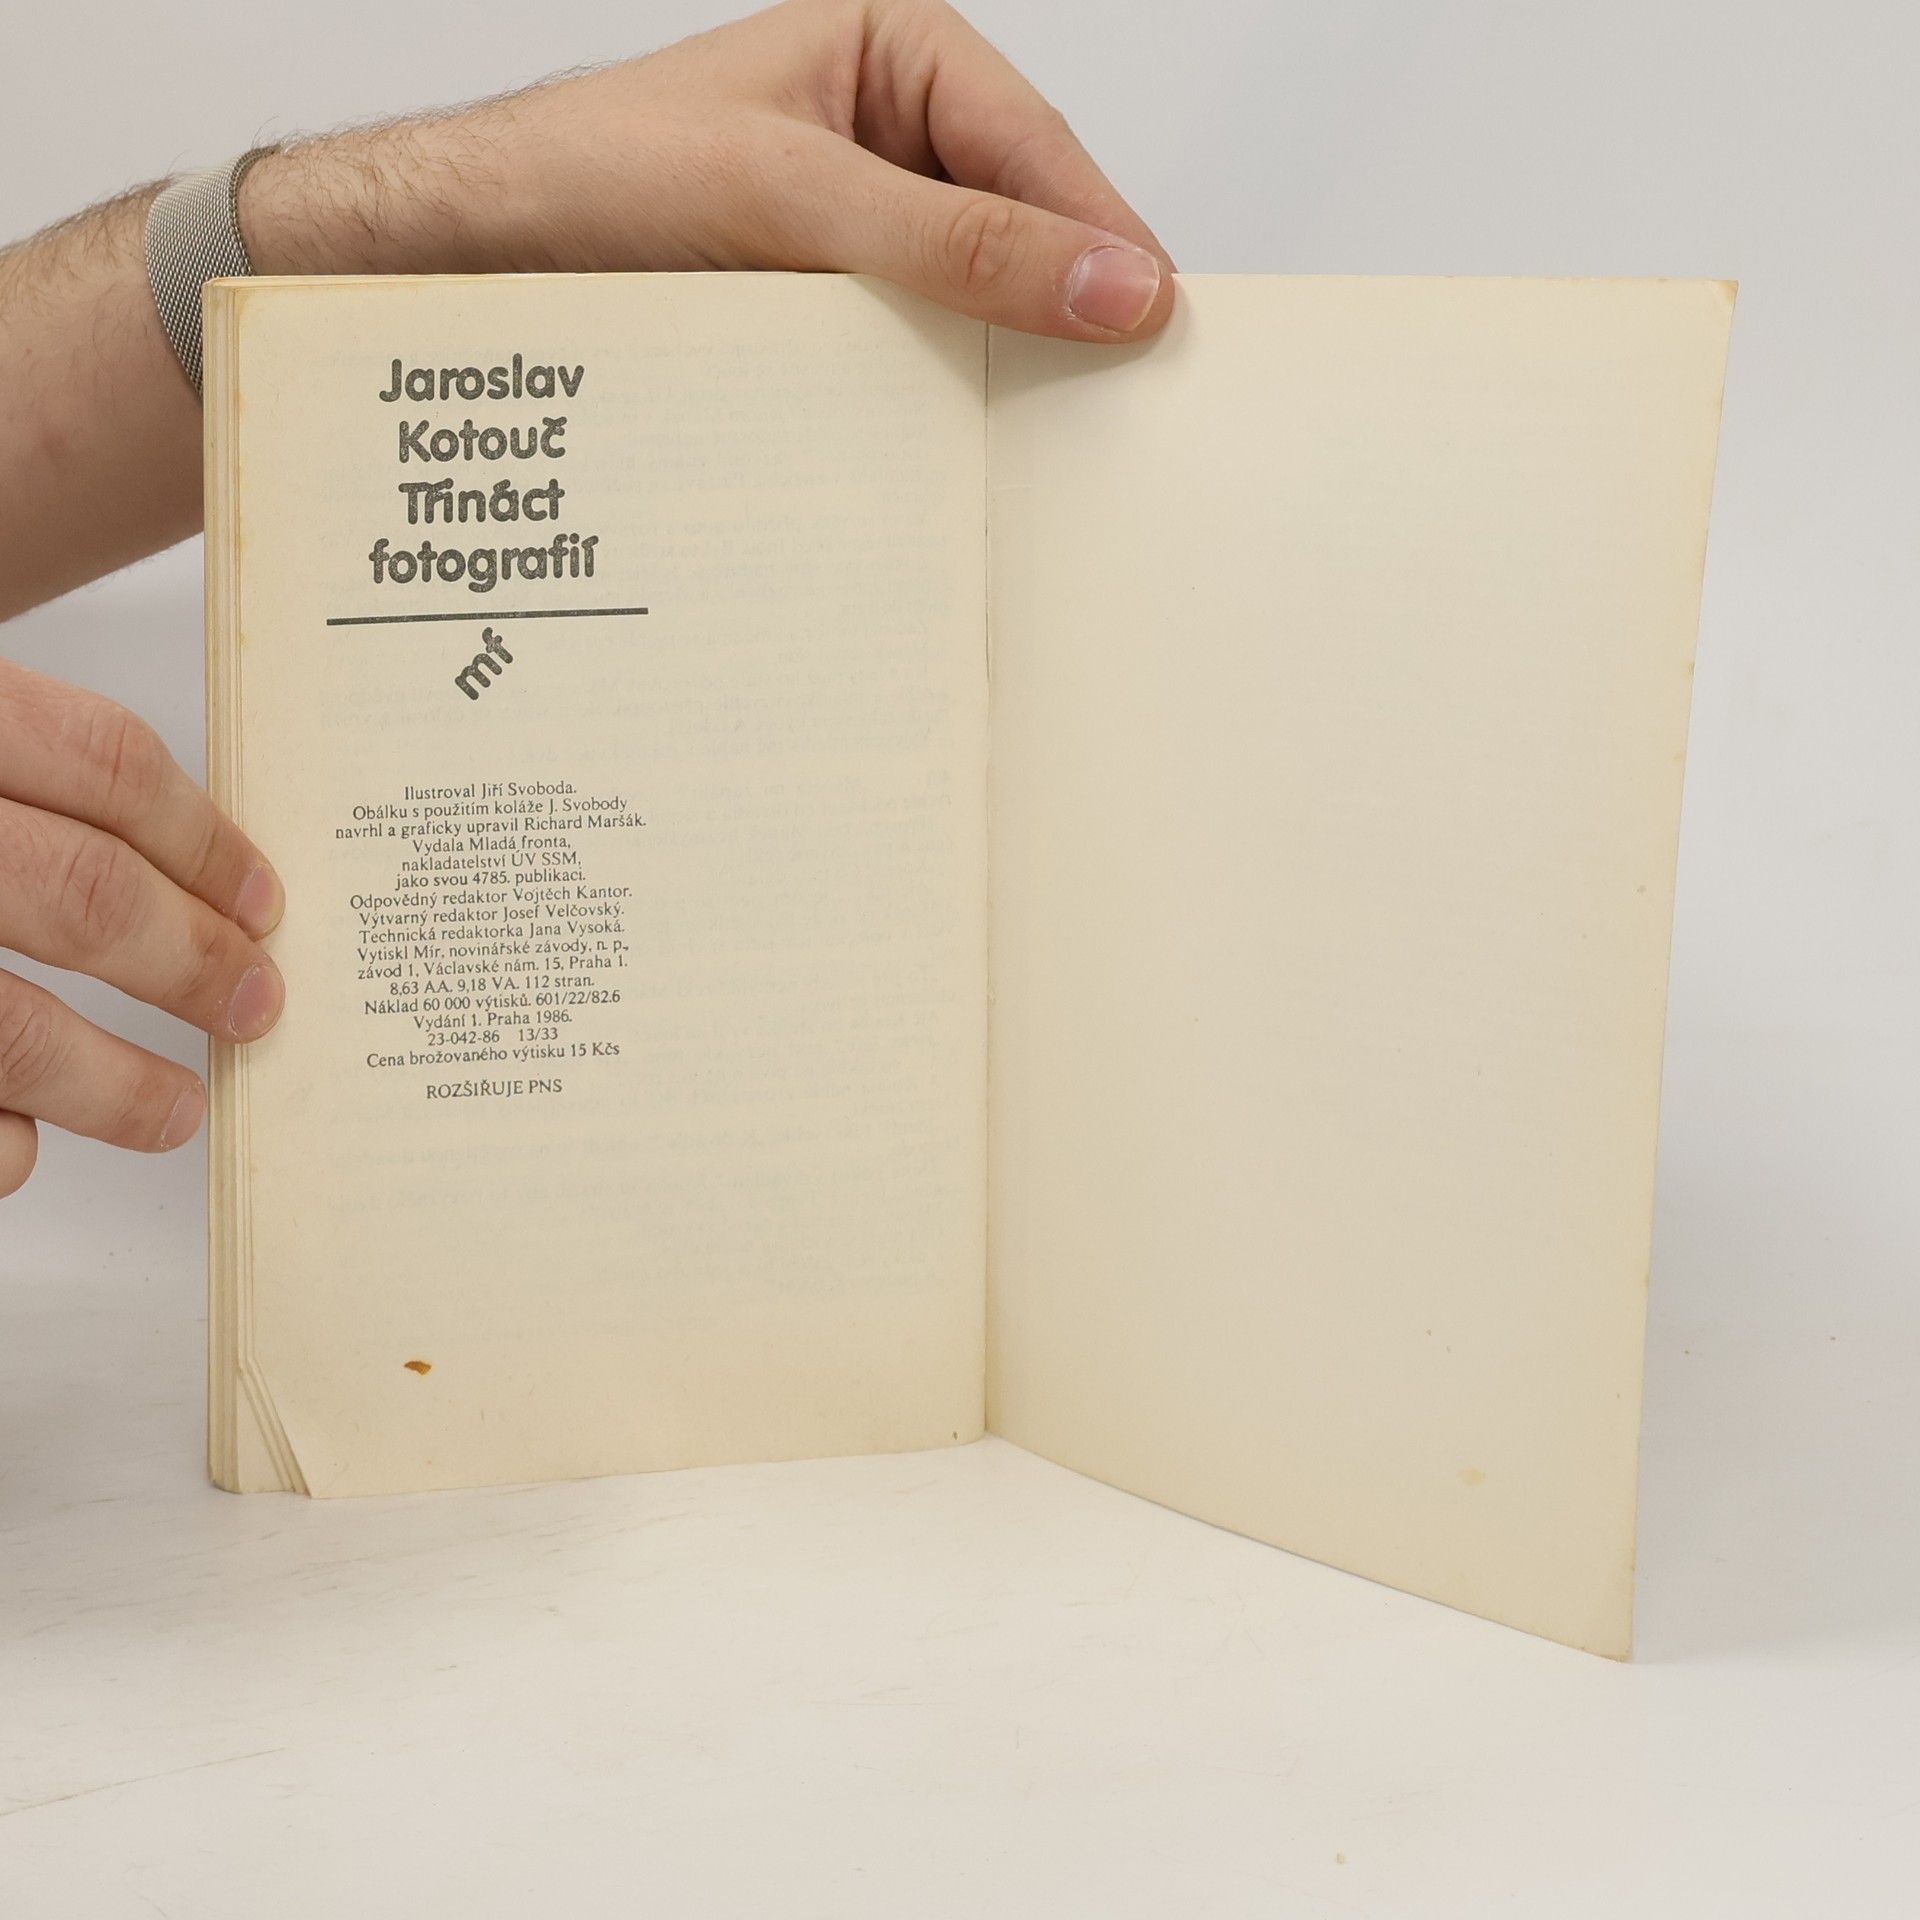 Jaroslav
Kotouč
Třináct
fotografií
mf
Ilustroval Jiří Svoboda.
Obálku s použitím koláže J. Svobody
navrhl a graficky upravil Richard Maršák.
Vydala Mladá fronta,
nakladatelství ÚV SSM,
jako svou 4785. publikaci.
Odpovědný redaktor Vojtěch Kantor.
Výtvarný redaktor Josef Velčovský.
Technická redaktorka Jana Vysoká.
Vytiskl Mír, novinářské závody, n. p.,
závod 1, Václavské nám. 15, Praha 1.
8,63 AA. 9,18 VA. 112 stran.
Náklad 60 000 výtisků. 601/22/82.6
Vydání 1. Praha 1986.
23-042-86 13/33
Cena brožovaného výtisku 15 Kčs
ROZŠIŘUJE PNS